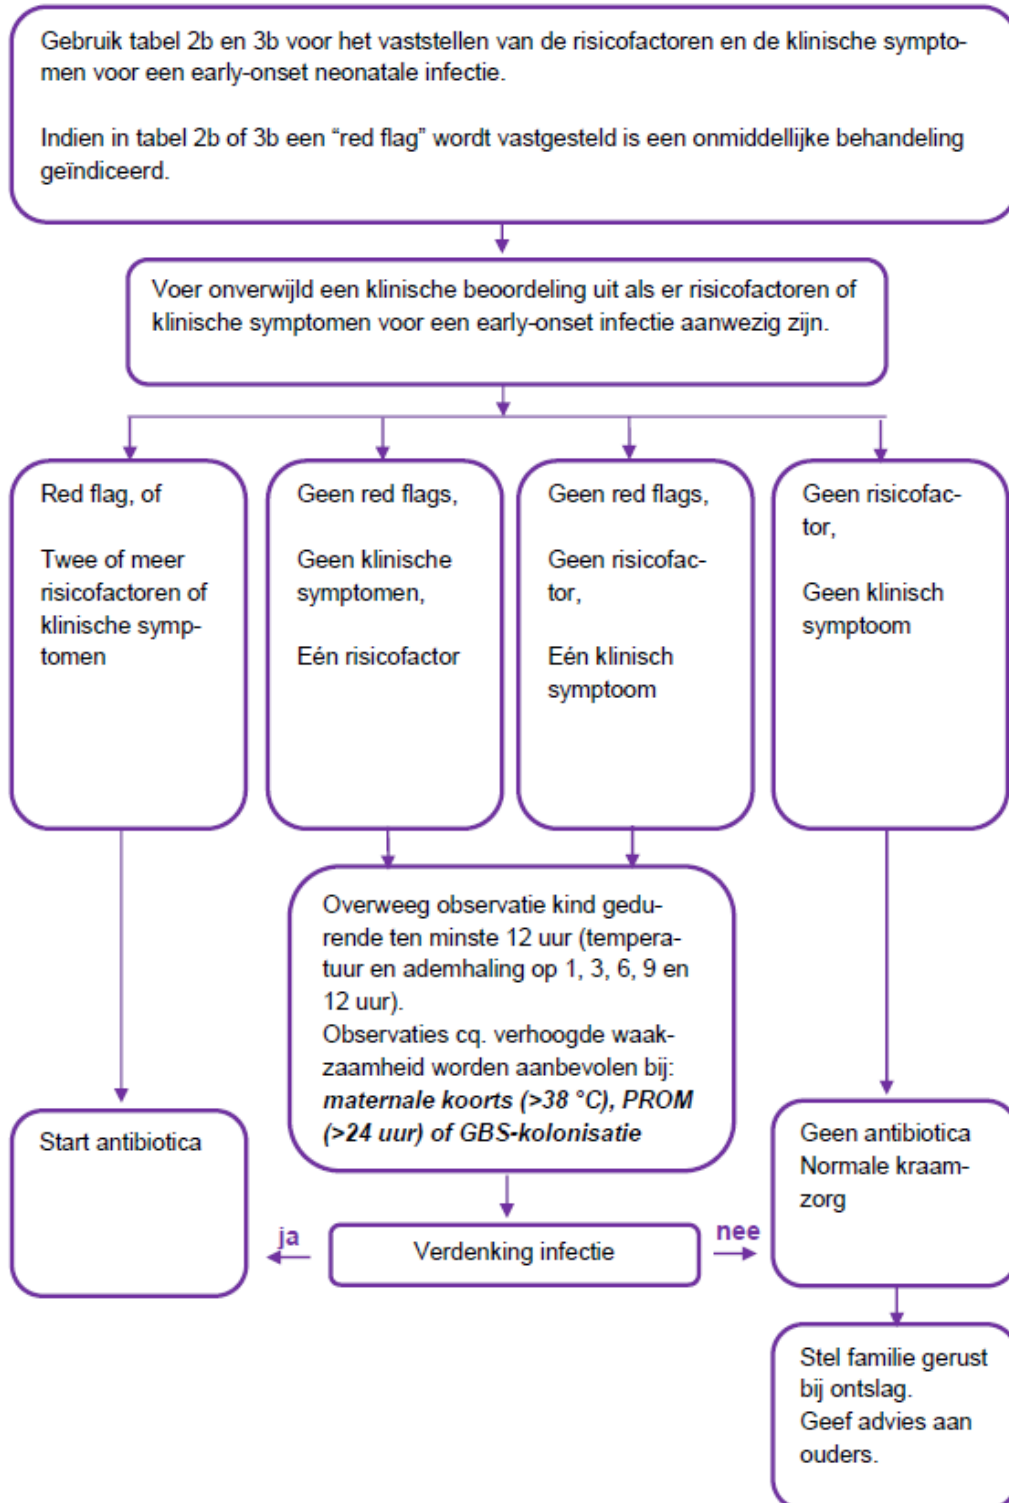 Gebruik tabel 2b en 3b voor het vaststellen van de risicofactoren en de klinische sympto-
men voor een early-onset neonatale infectie.
Indien in tabel 2b of 3b een “red flag” wordt vastgesteld is een onmiddellijke behandeling
geïndiceerd.
Voer onverwijld een klinische beoordeling uit als er risicofactoren of
klinische symptomen voor een early-onset infectie aanwezig zijn.
Red flag, of
Twee of meer
risicofactoren of
klinische symp-
tomen
Geen red flags,
Geen klinische
symptomen,
Eén risicofactor
Geen red flags,
Geen risicofac-
tor,
Eén klinisch
symptoom
Geen risicofac-
tor,
Geen klinisch
symptoom
Overweeg observatie kind gedu-
rende ten minste 12 uur (tempera-
tuur en ademhaling op 1, 3, 6, 9 en
12 uur).
Observaties cq. verhoogde waak-
zaamheid worden aanbevolen bij:
maternale koorts (>38 °C), PROM
(>24 uur) of GBS-kolonisatie
Start antibiotica
Geen antibiotica
Normale kraam-
zorg
ja
Verdenking infectie
nee
Stel familie gerust
bij ontslag.
Geef advies aan
ouders.